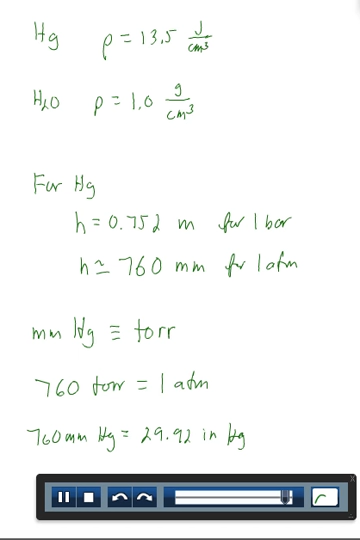 Hg ρ = 13.5 g/cm³
H₂O ρ = 1.0 g/cm³
For Hg
h = 0.752 m for 1 bar
h ≃ 760 mm for 1 atm
mm Hg ≡ torr
760 torr = 1 atm
760 mm Hg = 29.92 in Hg